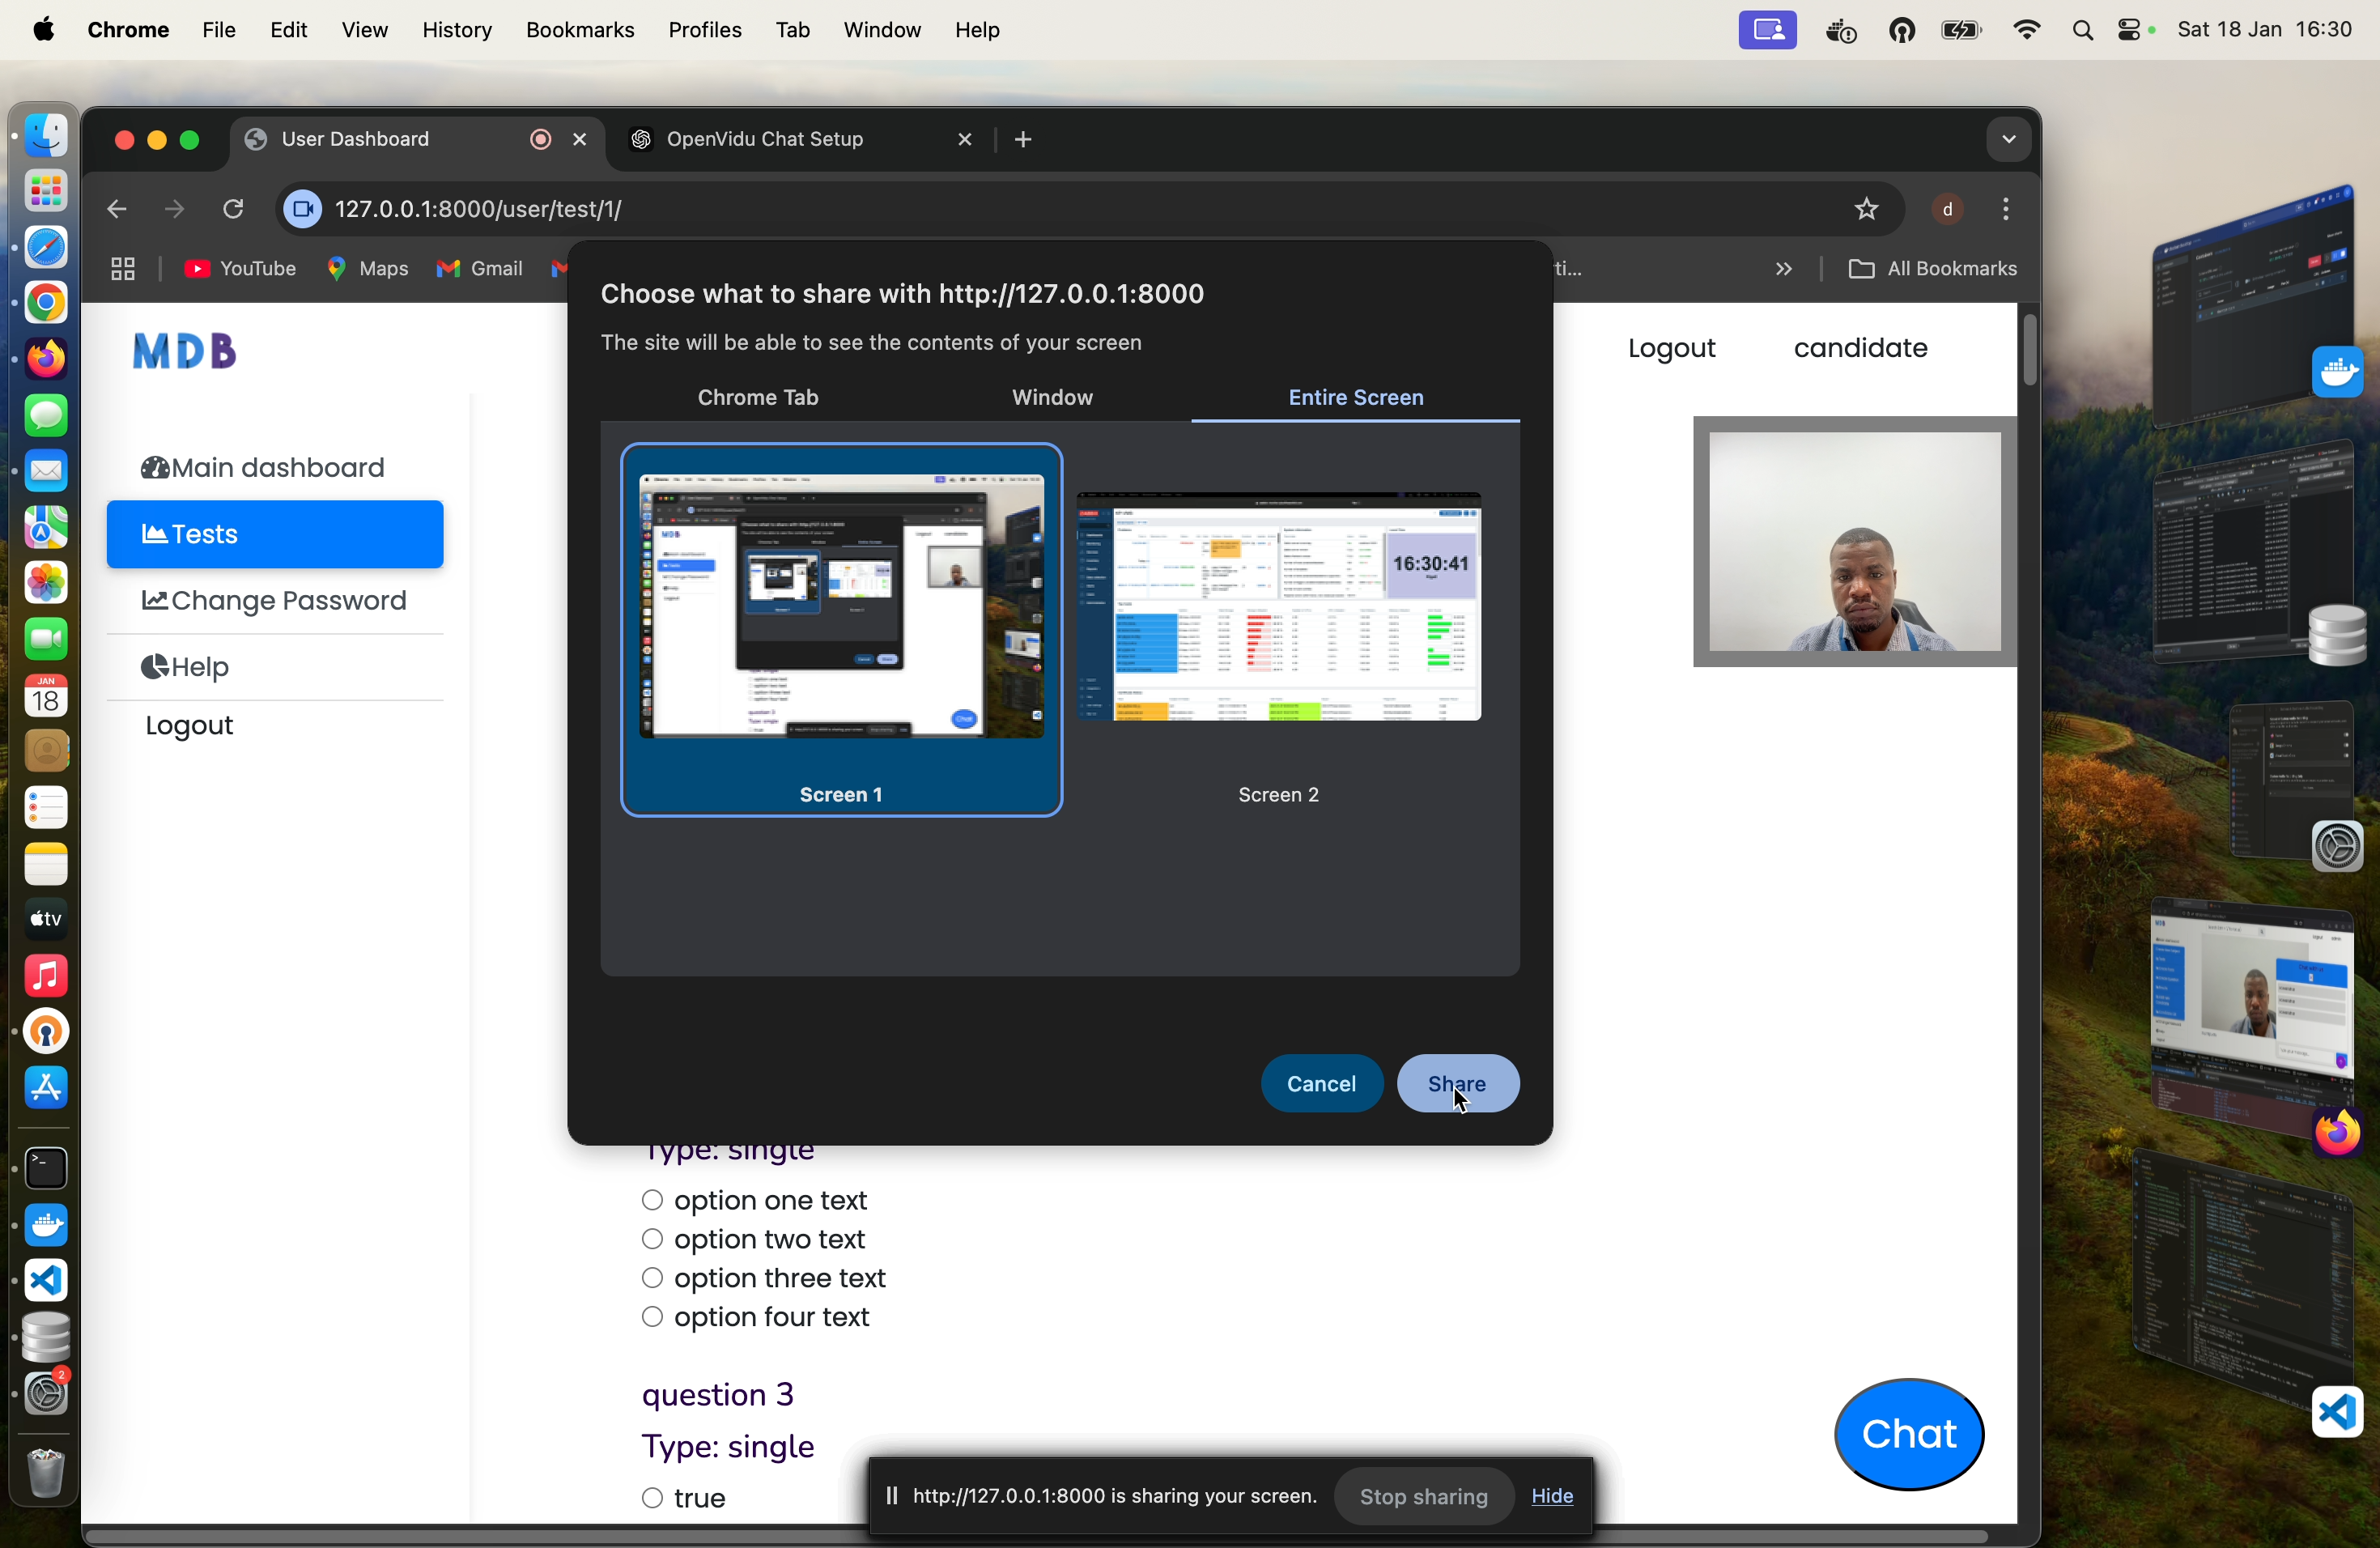 Chrome File Edit View History Bookmarks Profiles Tab Window Help
Sat 18 Jan 16:30
User Dashboard
OpenVidu Chat Setup
127.0.0.1:8000/user/test/1/
d
YouTube
Maps
Gmail
ti...
All Bookmarks
MDB
Logout
candidate
Main dashboard
Tests
Change Password
Help
Logout
Choose what to share with http://127.0.0.1:8000
The site will be able to see the contents of your screen
Chrome Tab
Window
Entire Screen
16:30:41
Screen 1
Screen 2
Cancel
Share
Type: single
option one text
option two text
option three text
option four text
question 3
Type: single
true
http://127.0.0.1:8000 is sharing your screen.
Stop sharing
Hide
Chat
JAN
18
tv
2